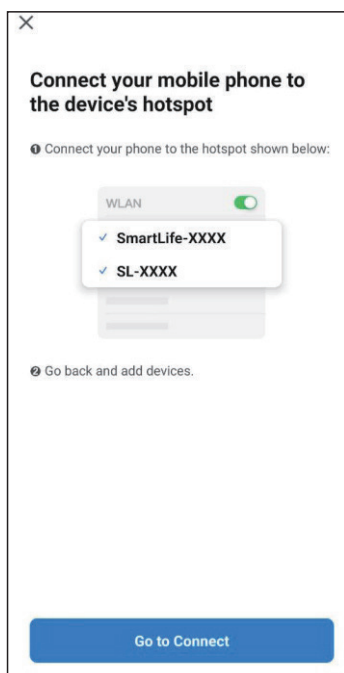 Connect your mobile phone to
the device's hotspot
❶ Connect your phone to the hotspot shown below:
WLAN
✓ SmartLife-XXXX
✓ SL-XXXX
❷ Go back and add devices.
Go to Connect